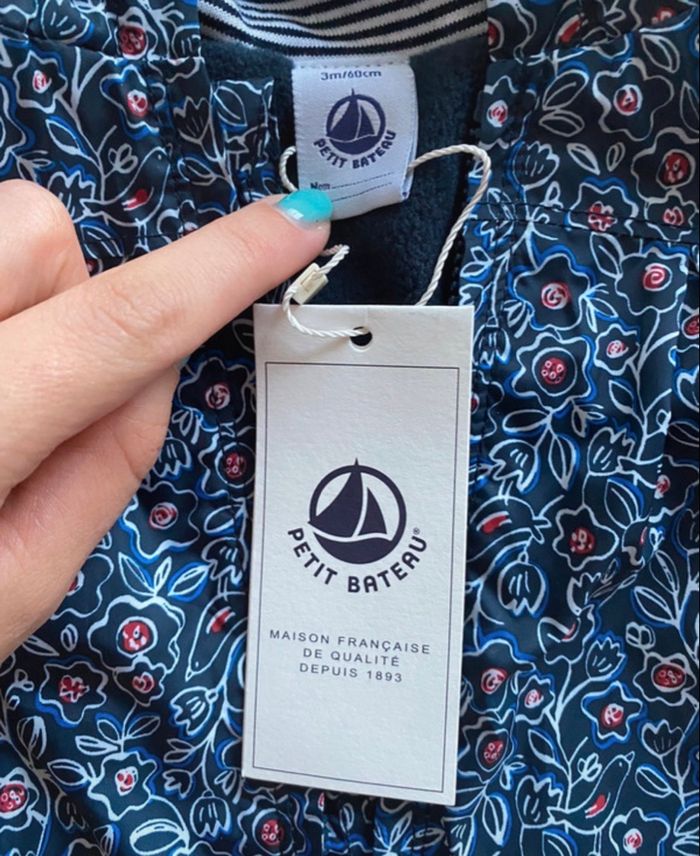 3m/60cm
PETIT BATEAU
Nom
PETIT BATEAU®
MAISON FRANÇAISE
DE QUALITÉ
DEPUIS 1893